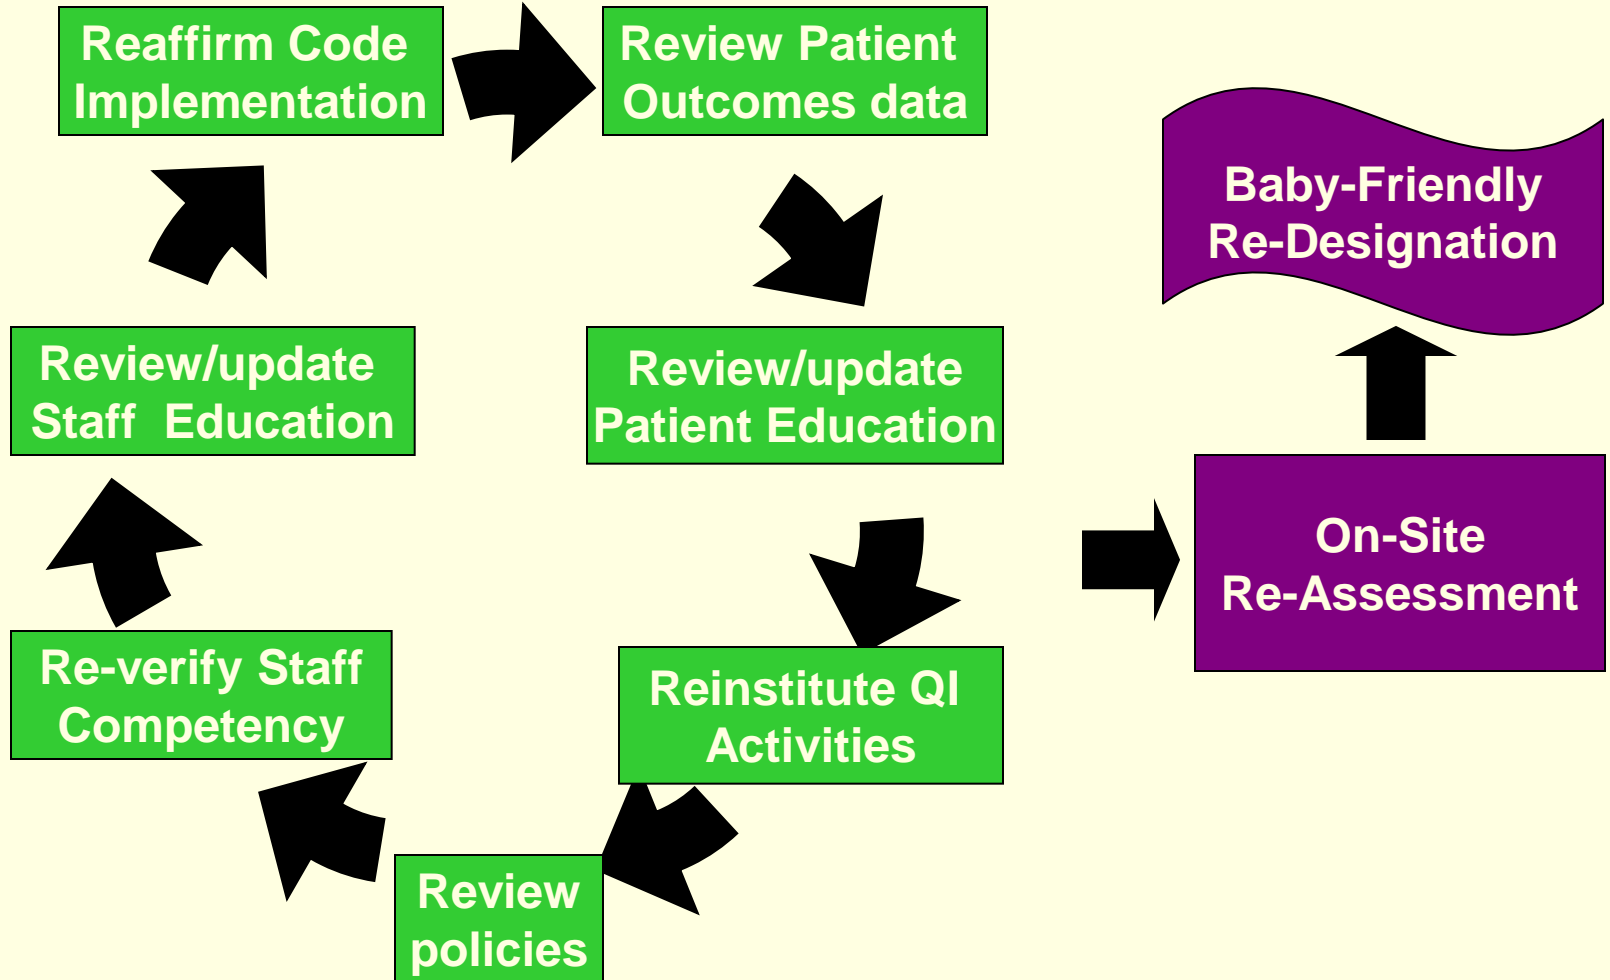 Reaffirm Code
Implementation
Review Patient
Outcomes data
Baby-Friendly
Re-Designation
Review/update
Staff Education
Review/update
Patient Education
On-Site
Re-Assessment
Re-verify Staff
Competency
Reinstitute QI
Activities
Review
policies